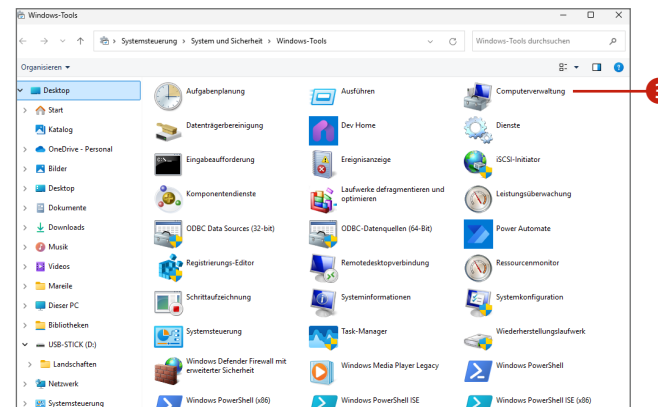 Windows-Tools
Systemsteuerung > System und Sicherheit > Windows-Tools
Windows-Tools durchsuchen
Organisieren
Desktop
Start
Katalog
OneDrive - Personal
Bilder
Desktop
Dokumente
Downloads
Musik
Videos
Mareile
Dieser PC
Bibliotheken
USB-STICK (D:)
Landschaften
Netzwerk
Systemsteuerung
Aufgabenplanung
Ausführen
Computerverwaltung
Datenträgerbereinigung
Dev Home
Dienste
Eingabeaufforderung
Ereignisanzeige
iSCSI-Initiator
Komponentendienste
Laufwerke defragmentieren und
optimieren
Leistungsüberwachung
ODBC Data Sources (32-bit)
ODBC-Datenquellen (64-Bit)
Power Automate
Registrierungs-Editor
Remotedesktopverbindung
Ressourcenmonitor
Schrittaufzeichnung
Systeminformationen
Systemkonfiguration
Systemsteuerung
Task-Manager
Wiederherstellungslaufwerk
Windows Defender Firewall mit
erweiterter Sicherheit
Windows Media Player Legacy
Windows PowerShell
Windows PowerShell (x86)
Windows PowerShell ISE
Windows PowerShell ISE (x86)